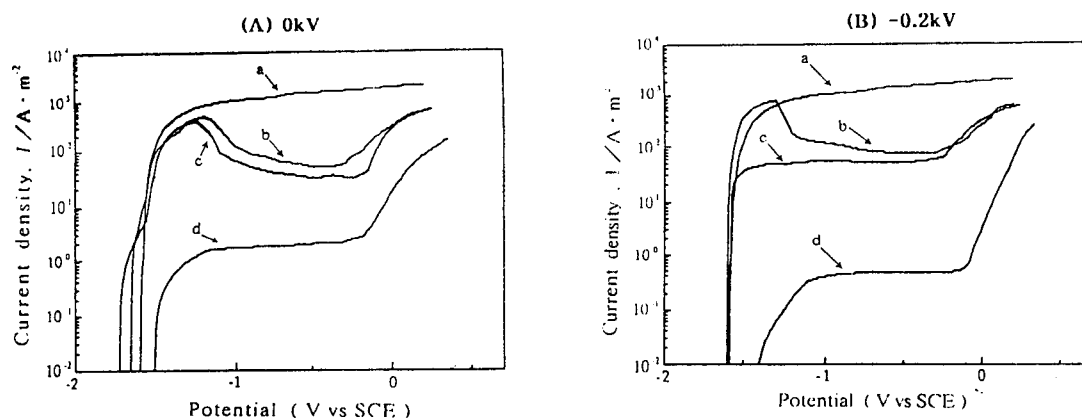 (A) 0kV
Current density, I/A·m⁻²
10⁴
10³
10²
10¹
10⁰
10⁻¹
10⁻²
a
b
c
d
-2
-1
0
Potential ( V vs SCE )
(B) -0.2kV
Current density, I/A·m⁻
10⁴
10³
10²
10¹
10⁰
10⁻¹
10⁻²
a
b
c
d
-2
-1
0
Potential ( V vs SCE )